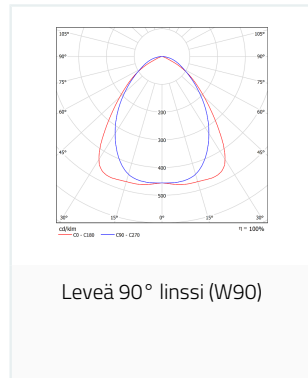 105° 105°
90° 90°
75° 75°
60° 60°
200
45° 45°
300
400
500
30° 15° 0° 15° 30°
cd/klm η = 100%
C0 - C180 C90 - C270
Leveä 90° linssi (W90)